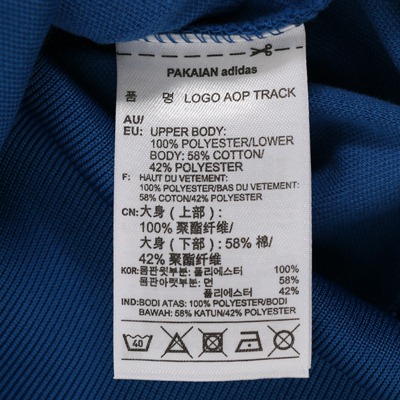 PAKAIAN adidas
품 명 LOGO AOP TRACK
AU/
EU: UPPER BODY:
100% POLYESTER/LOWER
BODY: 58% COTTON/
42% POLYESTER
F: HAUT DU VETEMENT:
100% POLYESTER/BAS DU VETEMENT:
58% COTON/42% POLYESTER
CN: 大身（上部）:
100% 聚酯纤维/
大身（下部）: 58% 棉/
42% 聚酯纤维
KOR: 몸판윗부분: 폴리에스터 100%
몸판아랫부분: 면 58%
폴리에스터 42%
IND: BODI ATAS: 100% POLYESTER/BODI
BAWAH: 58% KATUN/42% POLYESTER
40